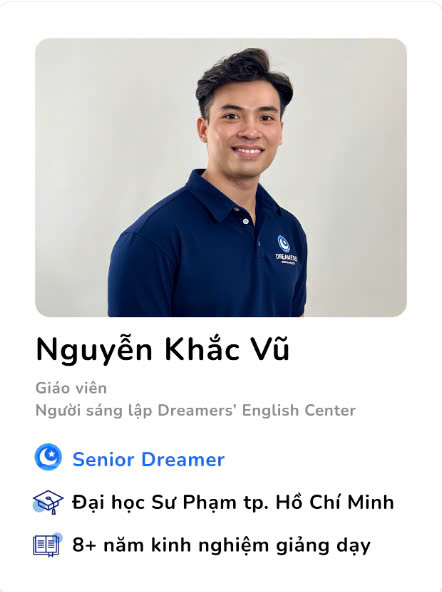 DREAMERS
Nguyễn Khắc Vũ
Giáo viên
Người sáng lập Dreamers’ English Center
Senior Dreamer
Đại học Sư Phạm tp. Hồ Chí Minh
8+ năm kinh nghiệm giảng dạy